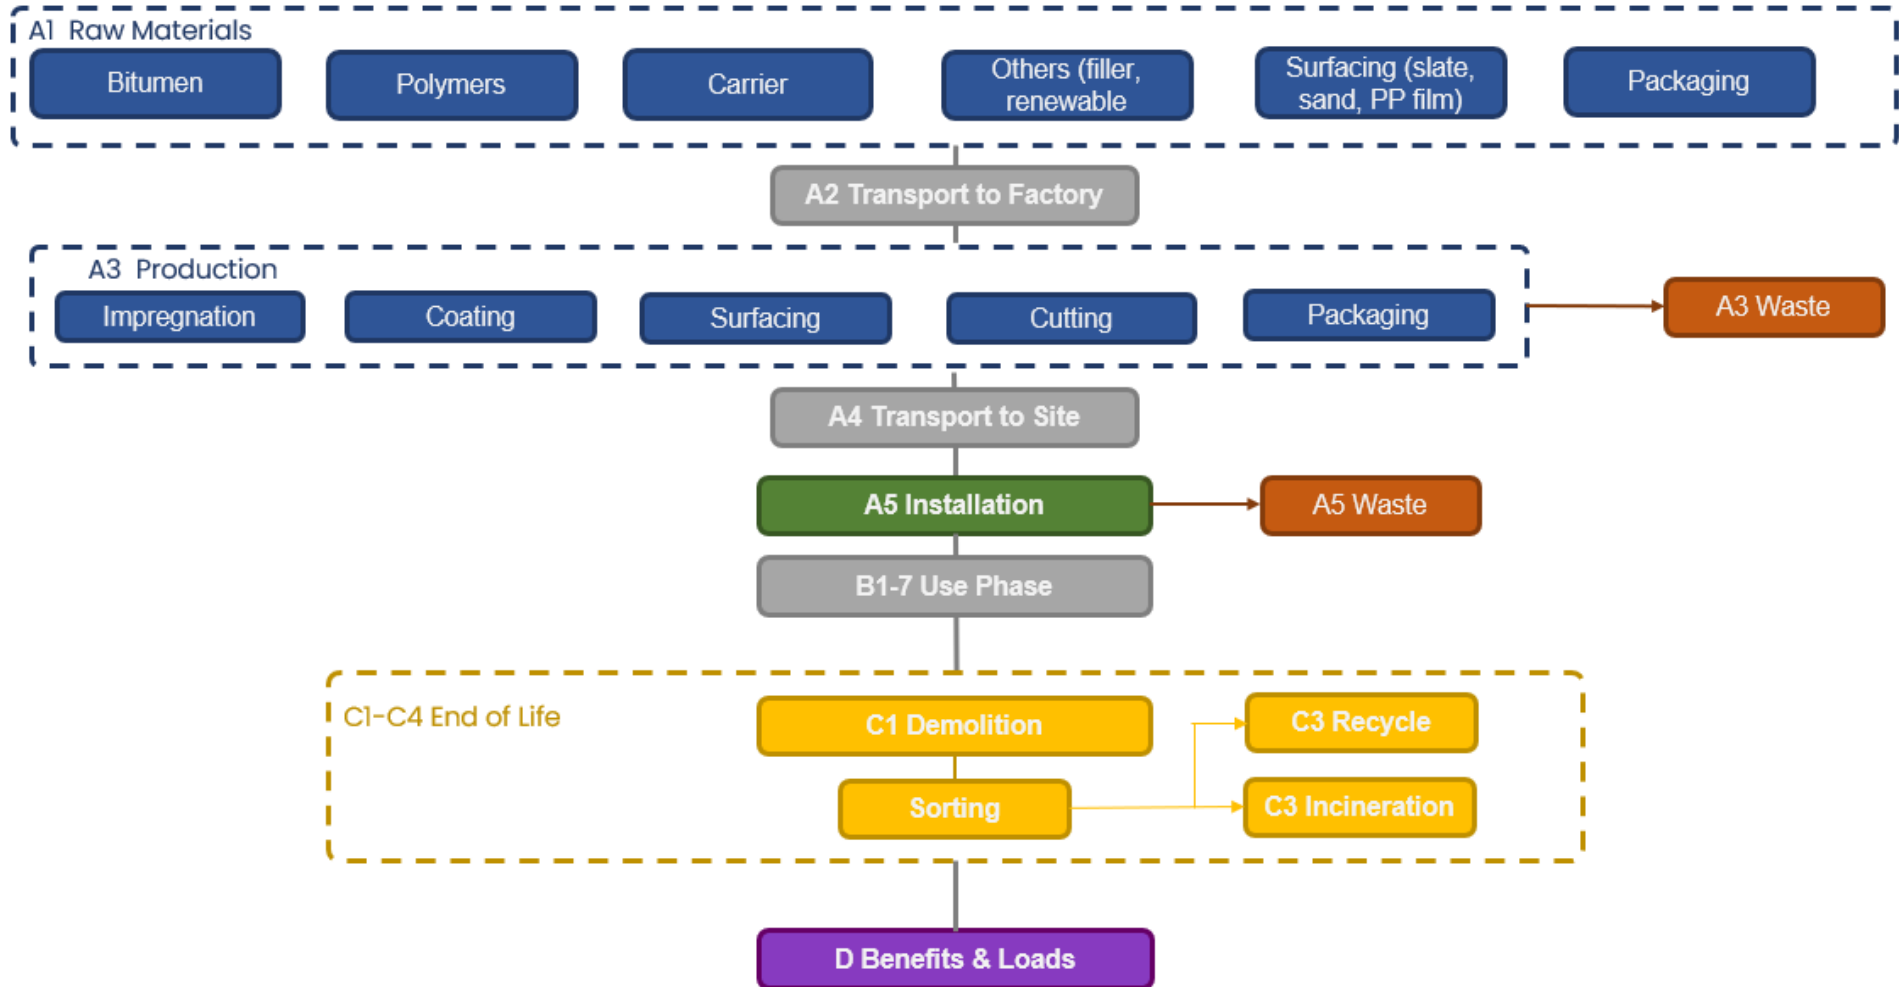 A1 Raw Materials
Bitumen
Polymers
Carrier
Others (filler,
renewable
Surfacing (slate,
sand, PP film)
Packaging
A2 Transport to Factory
A3 Production
Impregnation
Coating
Surfacing
Cutting
Packaging
A3 Waste
A4 Transport to Site
A5 Installation
A5 Waste
B1-7 Use Phase
C1-C4 End of Life
C1 Demolition
C3 Recycle
Sorting
C3 Incineration
D Benefits & Loads